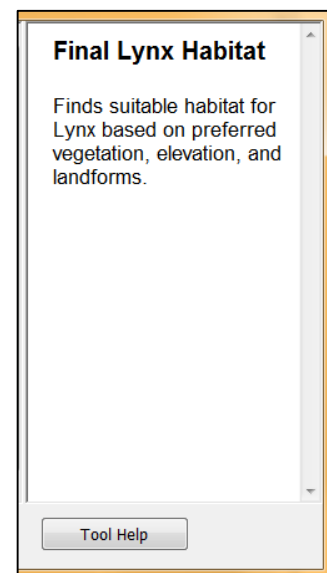 Final Lynx Habitat
Finds suitable habitat for
Lynx based on preferred
vegetation, elevation, and
landforms.
Tool Help